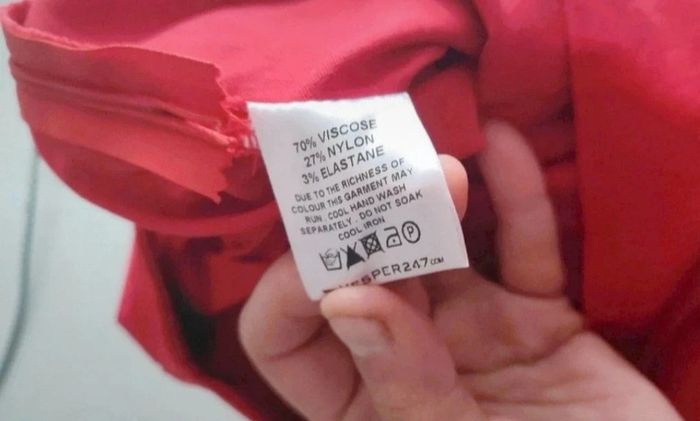 70% VISCOSE
27% NYLON
3% ELASTANE
DUE TO THE RICHNESS OF
COLOUR THIS GARMENT MAY
RUN . COOL HAND WASH
SEPARATELY . DO NOT SOAK
COOL IRON
P
VESPER247.COM